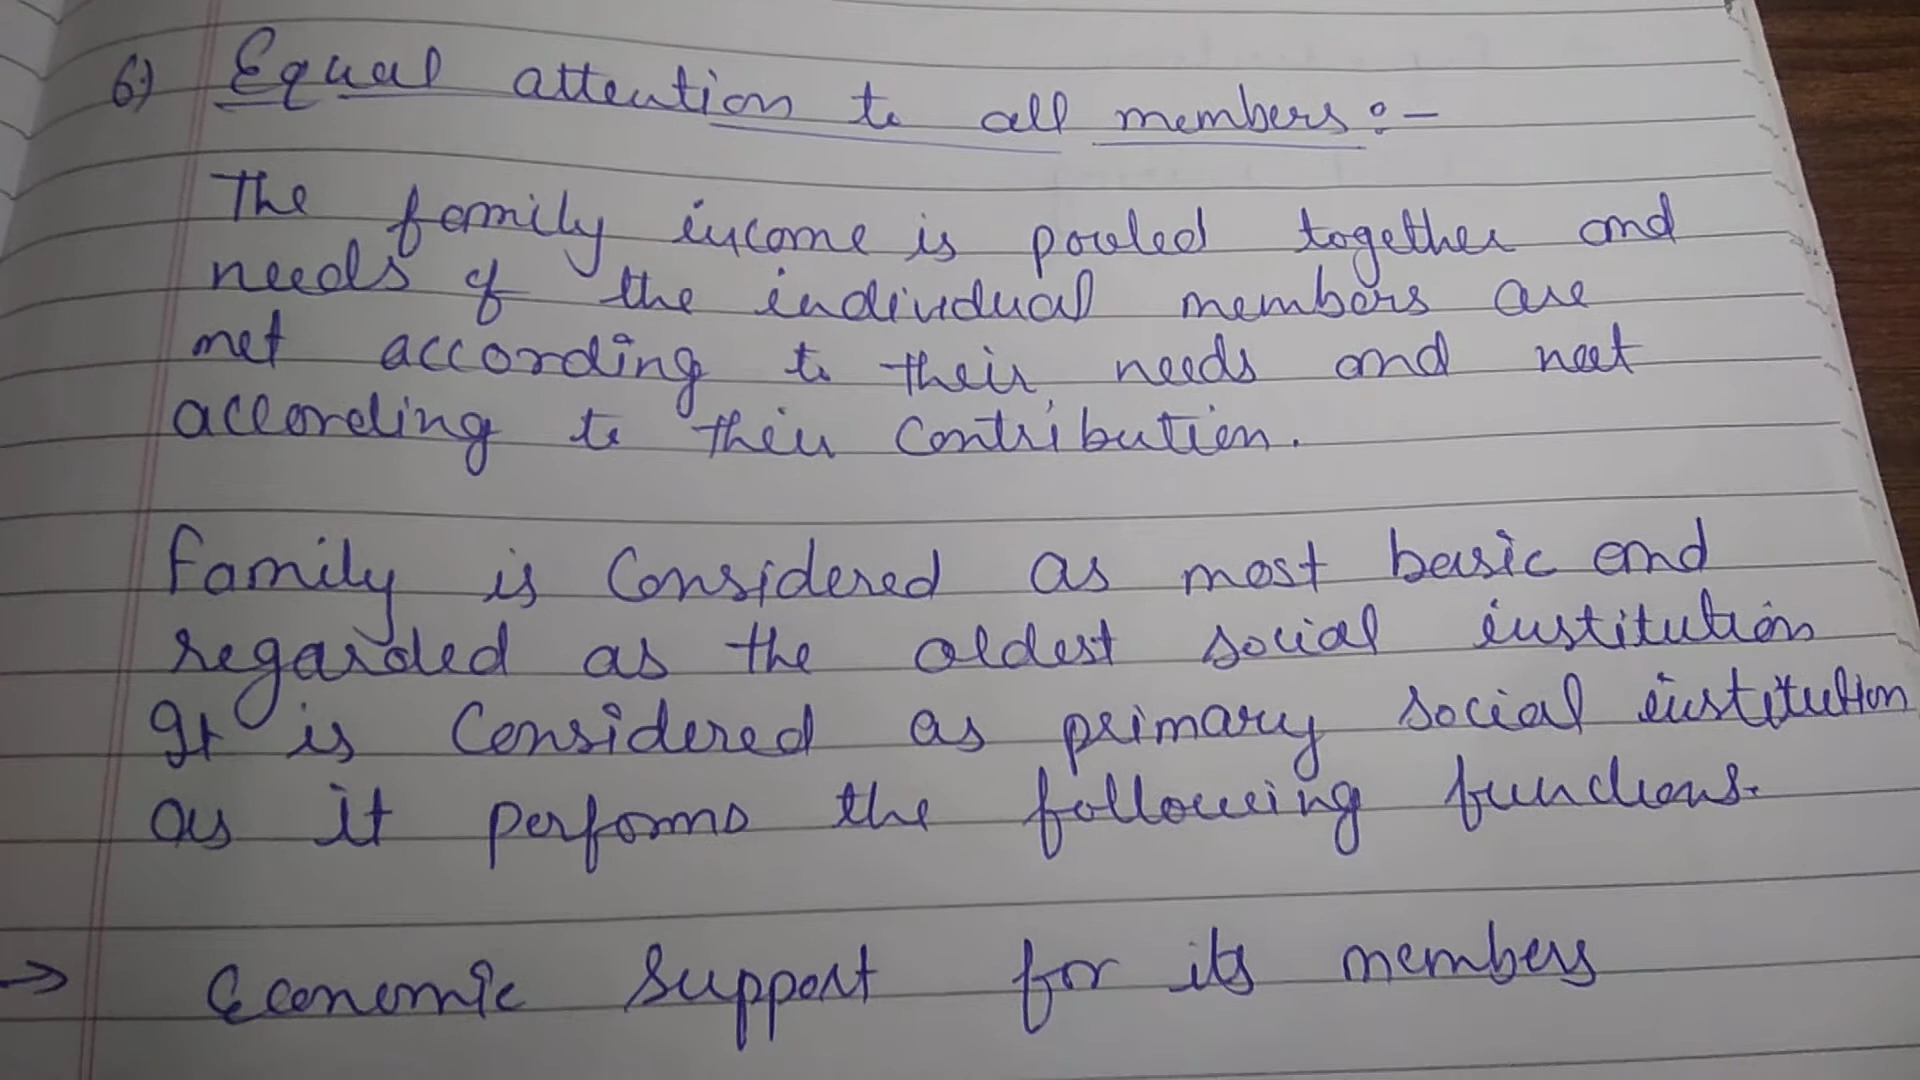 6) Equal attention to all members :-
The family income is pooled together and
needs of the individual members are
met according to their needs and not
according to their contribution.
Family is Considered as most basic and
regarded as the oldest social institution
It is Considered as primary social institution
as it performs the following functions.
→ Economic Support for its members